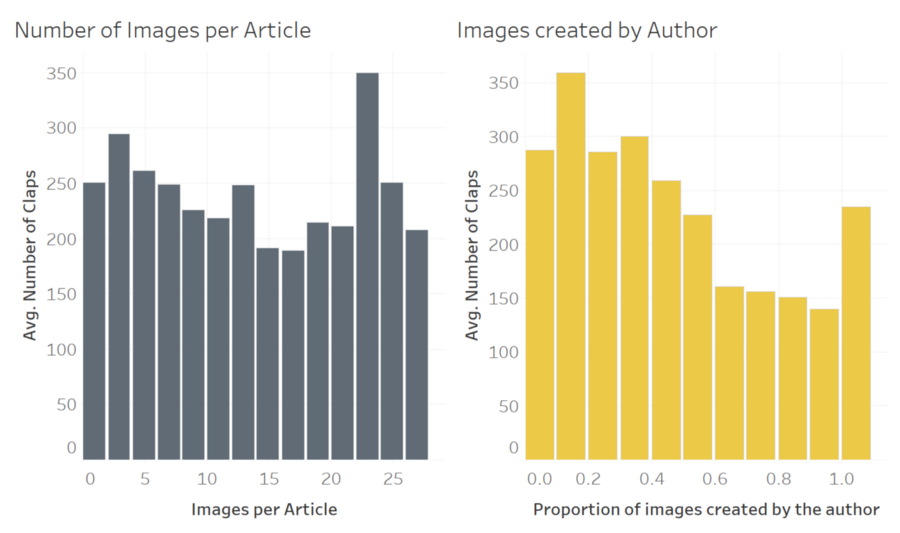 Number of Images per Article
Avg. Number of Claps
350
300
250
200
150
100
50
0
0 5 10 15 20 25
Images per Article
Images created by Author
Avg. Number of Claps
350
300
250
200
150
100
50
0
0.0 0.2 0.4 0.6 0.8 1.0
Proportion of images created by the author